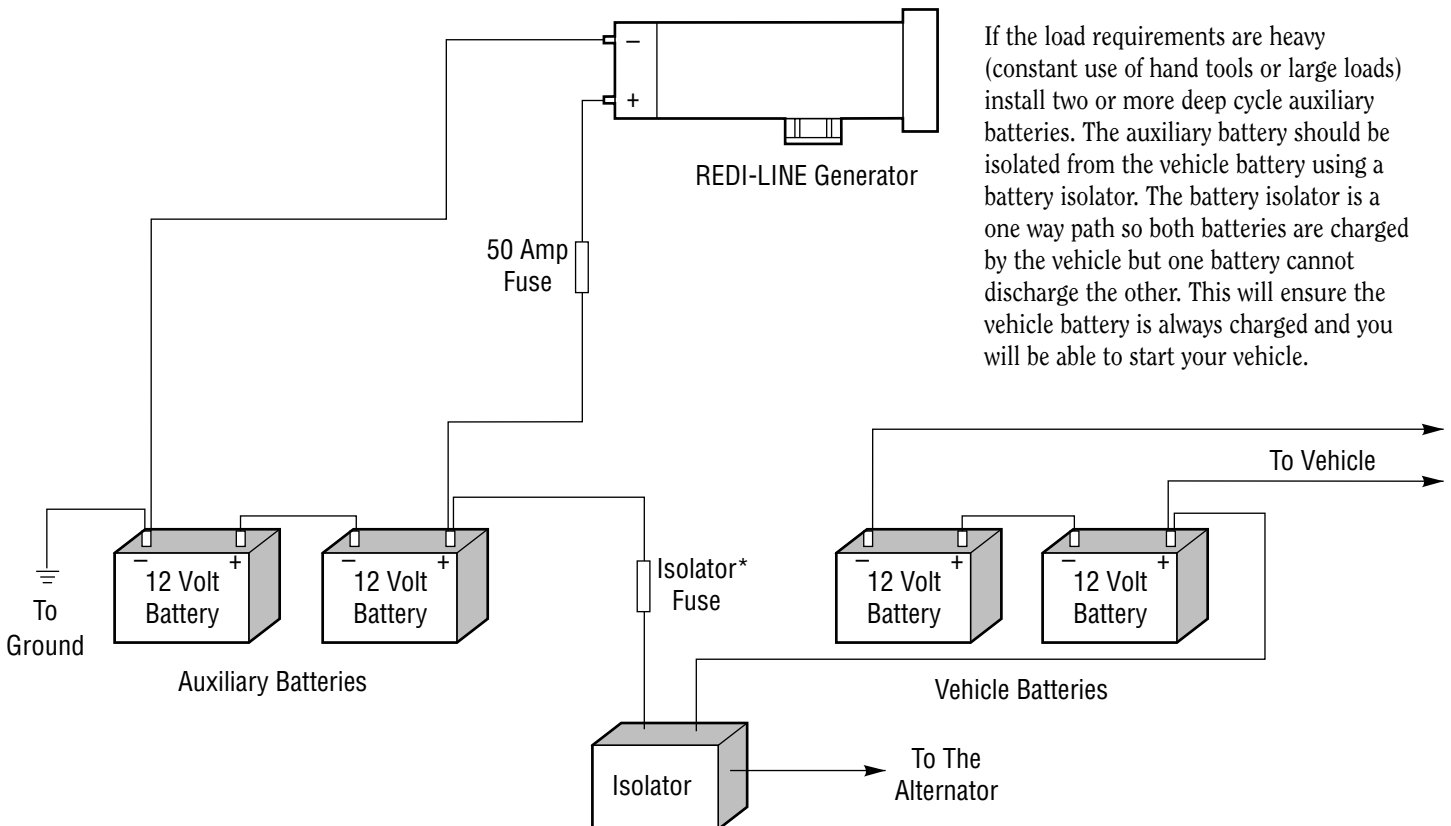 –
+
REDI-LINE Generator
If the load requirements are heavy
(constant use of hand tools or large loads)
install two or more deep cycle auxiliary
batteries. The auxiliary battery should be
isolated from the vehicle battery using a
battery isolator. The battery isolator is a
one way path so both batteries are charged
by the vehicle but one battery cannot
discharge the other. This will ensure the
vehicle battery is always charged and you
will be able to start your vehicle.
50 Amp
Fuse
To Vehicle
– +
12 Volt
Battery
– +
12 Volt
Battery
To
Ground
Auxiliary Batteries
Isolator*
Fuse
– +
12 Volt
Battery
– +
12 Volt
Battery
Vehicle Batteries
Isolator
To The
Alternator